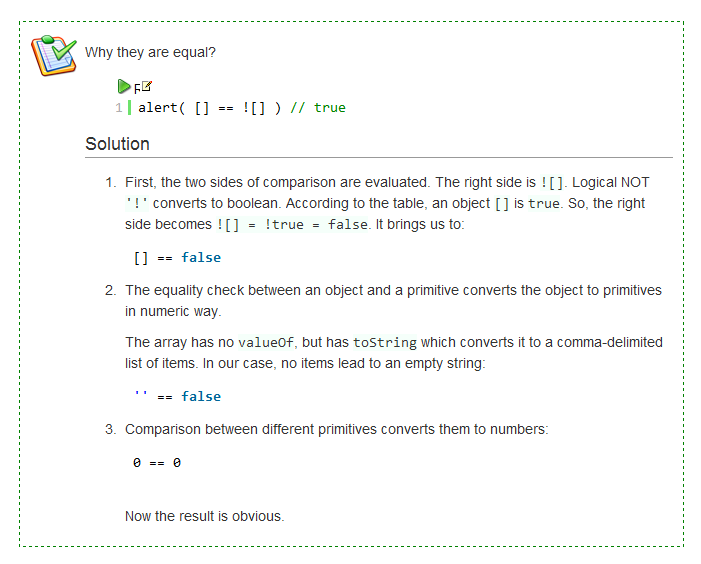 Why they are equal?
1 alert( [] == ![] ) // true
Solution
1. First, the two sides of comparison are evaluated. The right side is ![]. Logical NOT
'!' converts to boolean. According to the table, an object [] is true. So, the right
side becomes ![] = !true = false. It brings us to:
[] == false
2. The equality check between an object and a primitive converts the object to primitives
in numeric way.
The array has no valueOf, but has toString which converts it to a comma-delimited
list of items. In our case, no items lead to an empty string:
'' == false
3. Comparison between different primitives converts them to numbers:
0 == 0
Now the result is obvious.